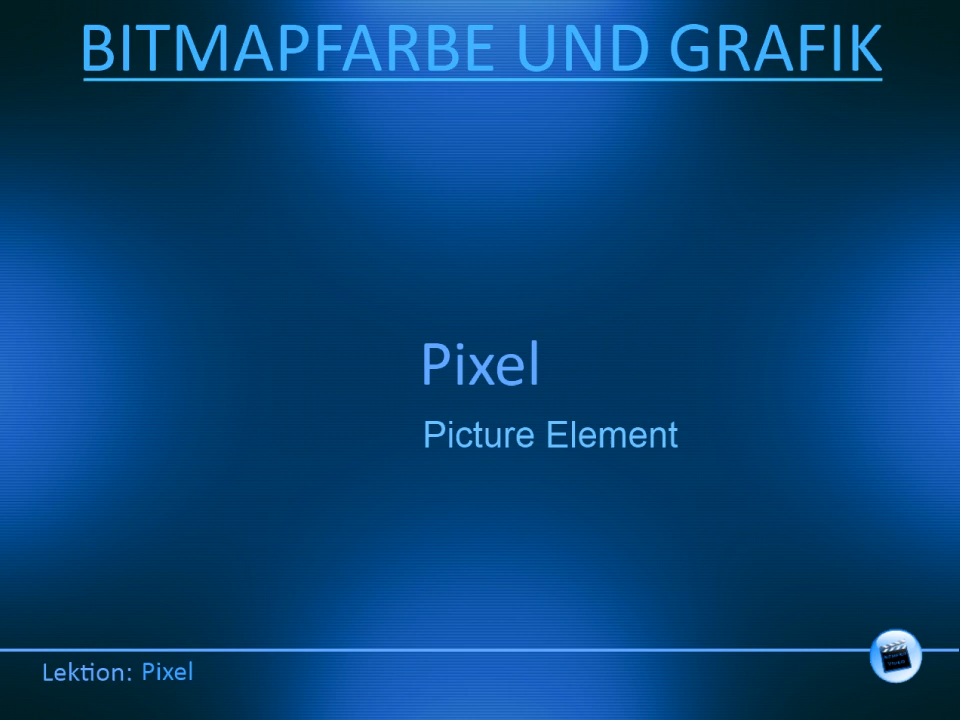 BITMAPFARBE UND GRAFIK
Pixel
Picture Element
Lektion: Pixel